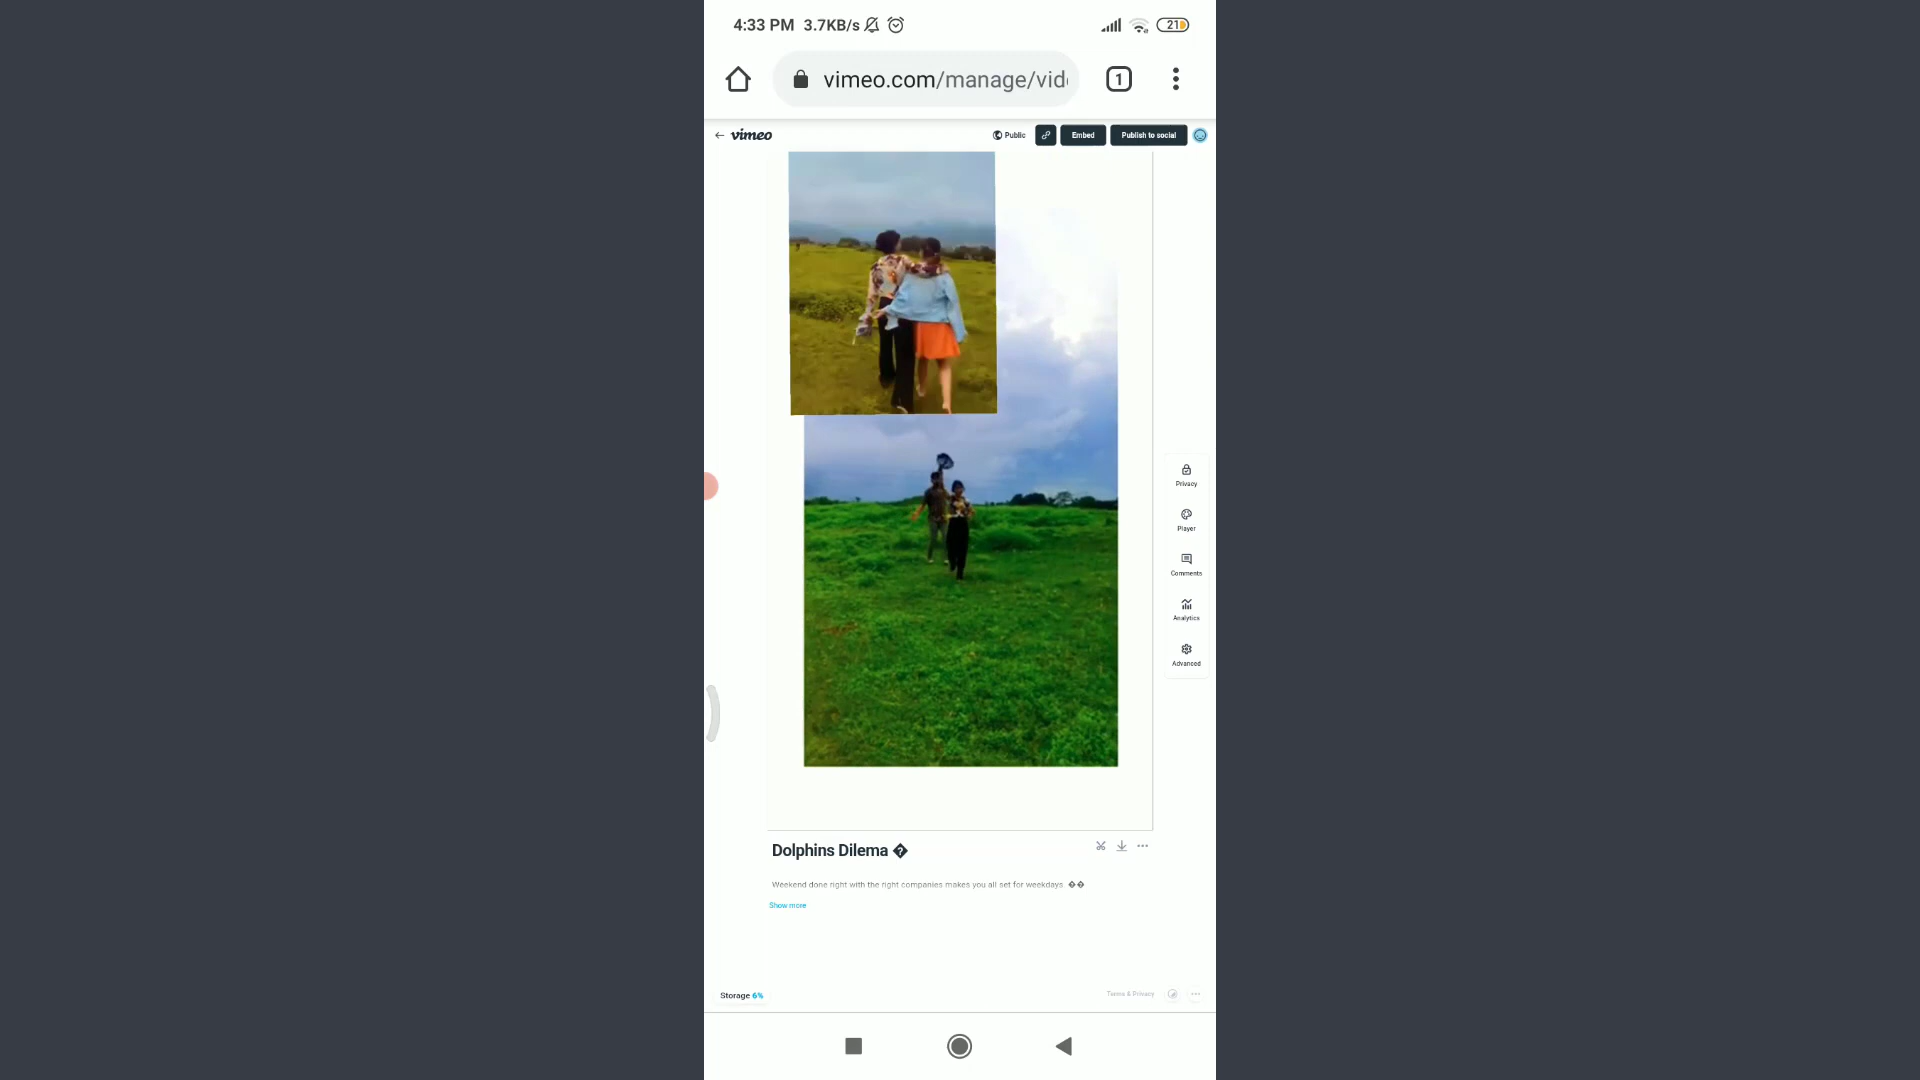 4:33 PM 3.7KB/s 21
vimeo.com/manage/vid
1
vimeo Public Embed Publish to social
Privacy
Player
Comments
Analytics
Advanced
Dolphins Dilema �
Weekend done right with the right companies makes you all set for weekdays ��
Show more
Storage 6% Terms & Privacy